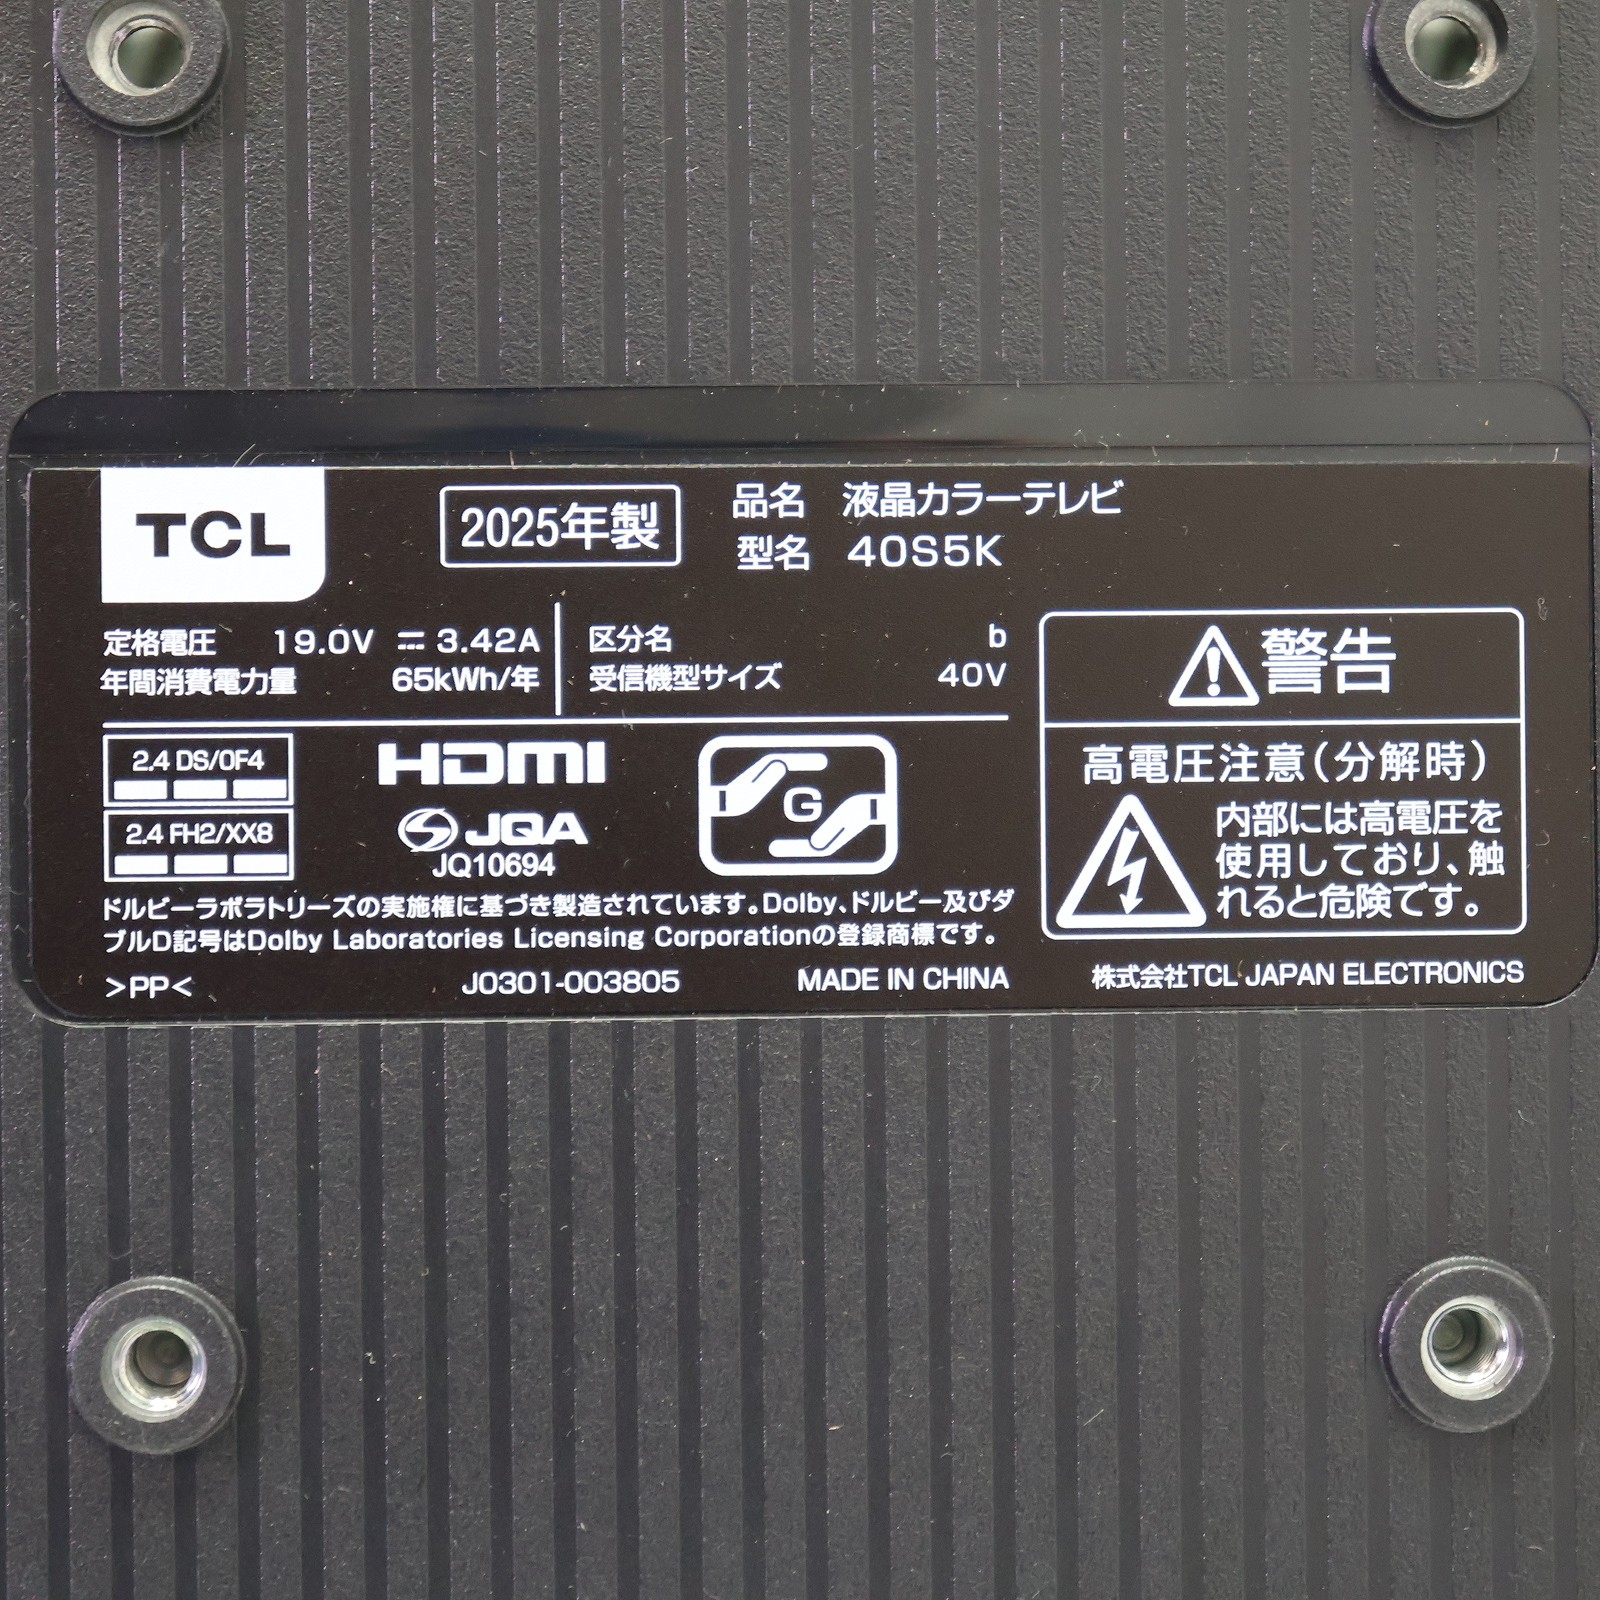 TCL
2025年製
品名 液晶カラーテレビ
型名 40S5K
定格電圧 19.0V ⎓ 3.42A
年間消費電力量 65kWh/年
区分名 b
受信機型サイズ 40V
2.4 DS/OF4
2.4 FH2/XX8
HDMI
JQA
JQ10694
G
ドルビーラボラトリーズの実施権に基づき製造されています。Dolby、ドルビー及びダ
ブルD記号はDolby Laboratories Licensing Corporationの登録商標です。
>PP<
J0301-003805
MADE IN CHINA
警告
高電圧注意(分解時)
内部には高電圧を
使用しており、触
れると危険です。
株式会社TCL JAPAN ELECTRONICS